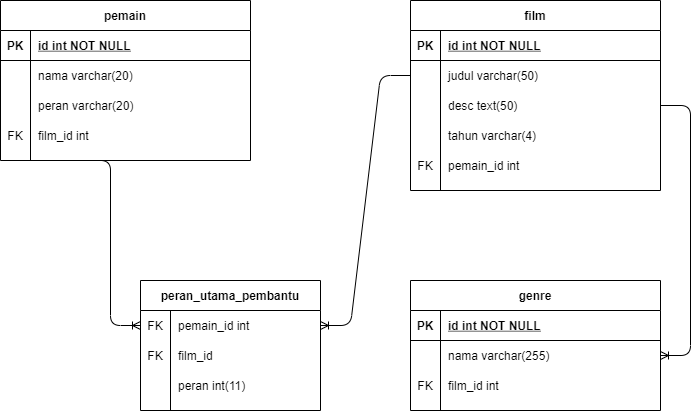 pemain
PK id int NOT NULL
nama varchar(20)
peran varchar(20)
FK film_id int
film
PK id int NOT NULL
judul varchar(50)
desc text(50)
tahun varchar(4)
FK pemain_id int
peran_utama_pembantu
FK pemain_id int
FK film_id
peran int(11)
genre
PK id int NOT NULL
nama varchar(255)
FK film_id int